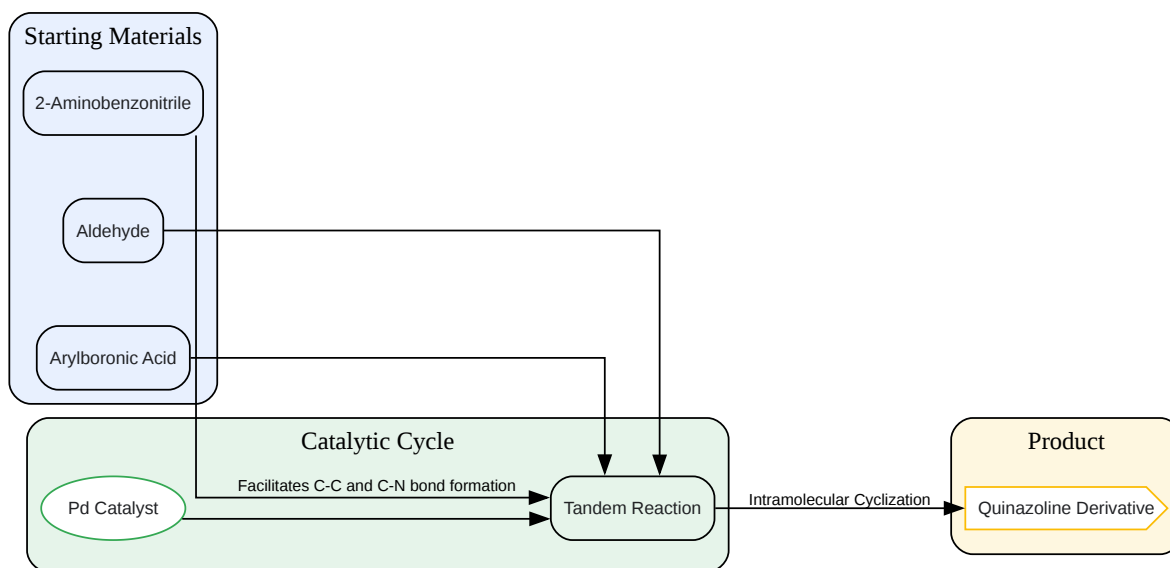 Starting Materials
2-Aminobenzonitrile
Aldehyde
Arylboronic Acid
Catalytic Cycle
Facilitates C-C and C-N bond formation
Pd Catalyst
Tandem Reaction
Intramolecular Cyclization
Product
Quinazoline Derivative